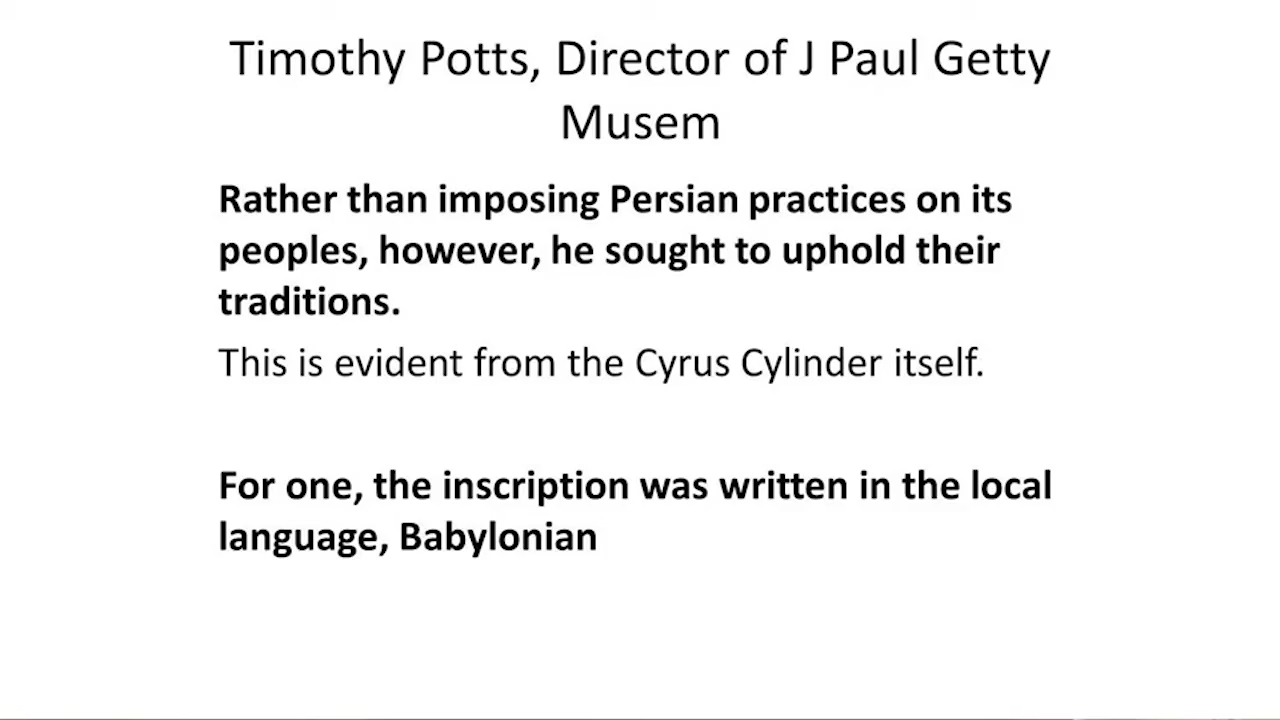 Timothy Potts, Director of J Paul Getty
Musem
Rather than imposing Persian practices on its
peoples, however, he sought to uphold their
traditions.
This is evident from the Cyrus Cylinder itself.
For one, the inscription was written in the local
language, Babylonian